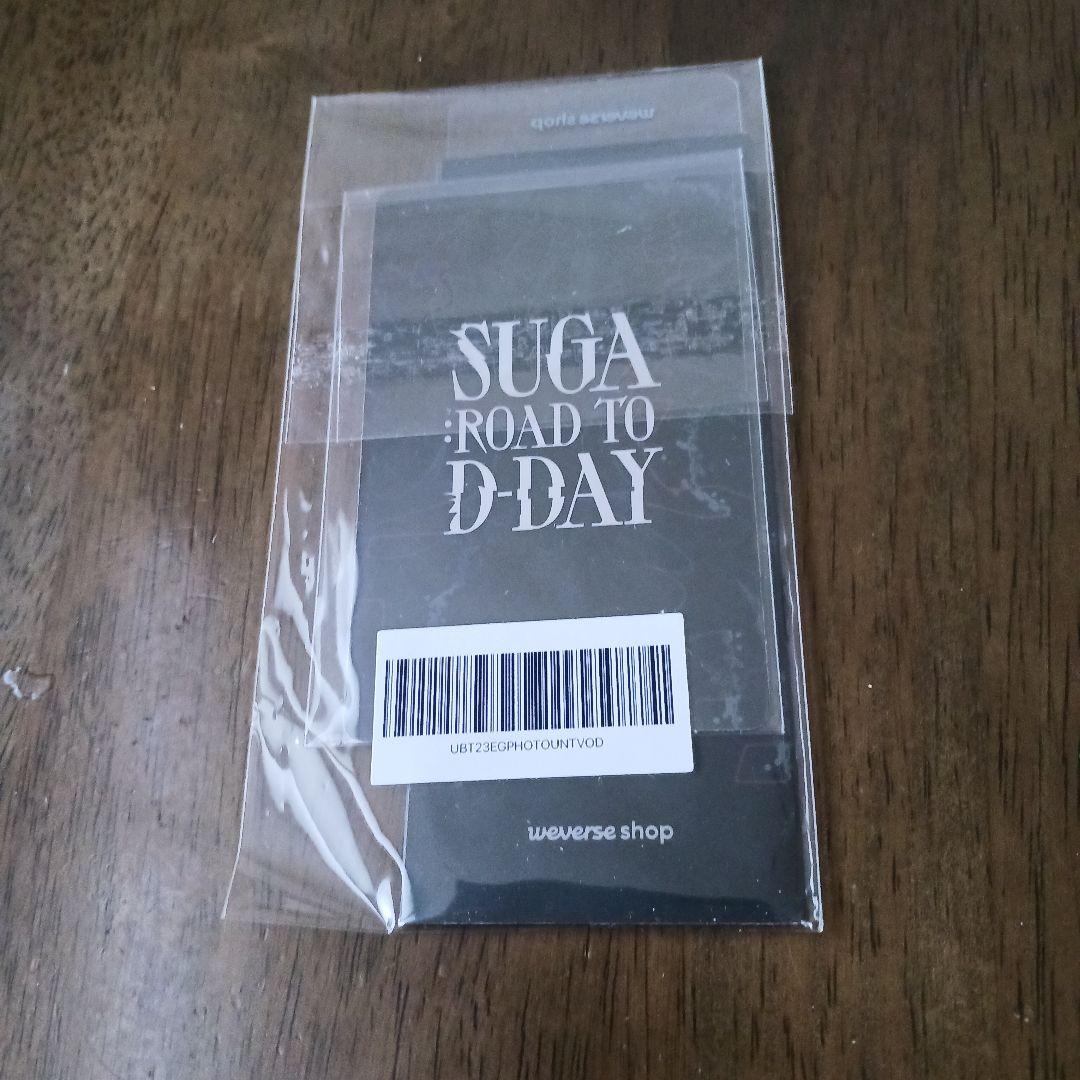 weverse shop
SUGA
:ROAD TO
D-DAY
UBT23EGPHOTOUNTVOD
weverse shop